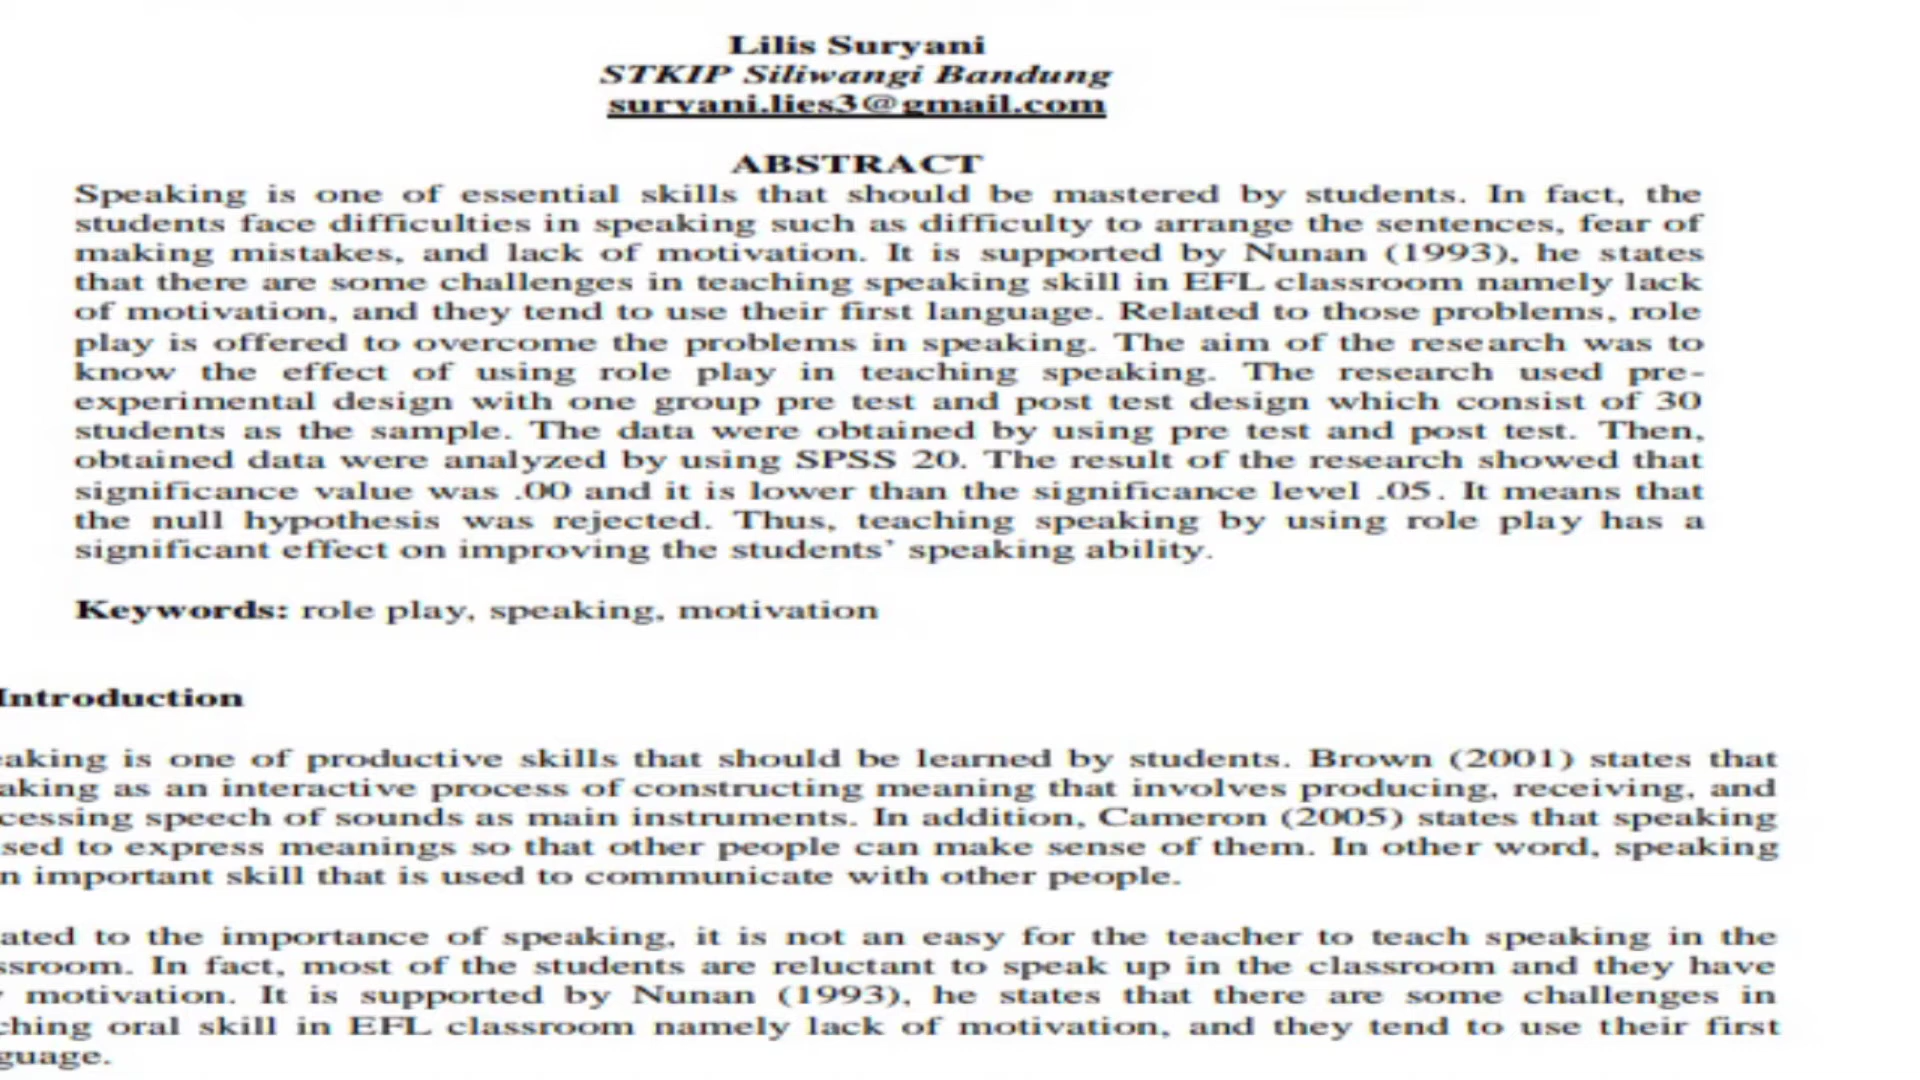 Lilis Suryani
STKIP Siliwangi Bandung
suryani.lies3@gmail.com
ABSTRACT
Speaking is one of essential skills that should be mastered by students. In fact, the
students face difficulties in speaking such as difficulty to arrange the sentences, fear of
making mistakes, and lack of motivation. It is supported by Nunan (1993), he states
that there are some challenges in teaching speaking skill in EFL classroom namely lack
of motivation, and they tend to use their first language. Related to those problems, role
play is offered to overcome the problems in speaking. The aim of the research was to
know the effect of using role play in teaching speaking. The research used pre-
experimental design with one group pre test and post test design which consist of 30
students as the sample. The data were obtained by using pre test and post test. Then,
obtained data were analyzed by using SPSS 20. The result of the research showed that
significance value was .00 and it is lower than the significance level .05. It means that
the null hypothesis was rejected. Thus, teaching speaking by using role play has a
significant effect on improving the students’ speaking ability.
Keywords: role play, speaking, motivation
Introduction
eaking is one of productive skills that should be learned by students. Brown (2001) states that
aking as an interactive process of constructing meaning that involves producing, receiving, and
cessing speech of sounds as main instruments. In addition, Cameron (2005) states that speaking
sed to express meanings so that other people can make sense of them. In other word, speaking
n important skill that is used to communicate with other people.
ated to the importance of speaking, it is not an easy for the teacher to teach speaking in the
ssroom. In fact, most of the students are reluctant to speak up in the classroom and they have
motivation. It is supported by Nunan (1993), he states that there are some challenges in
ching oral skill in EFL classroom namely lack of motivation, and they tend to use their first
guage.